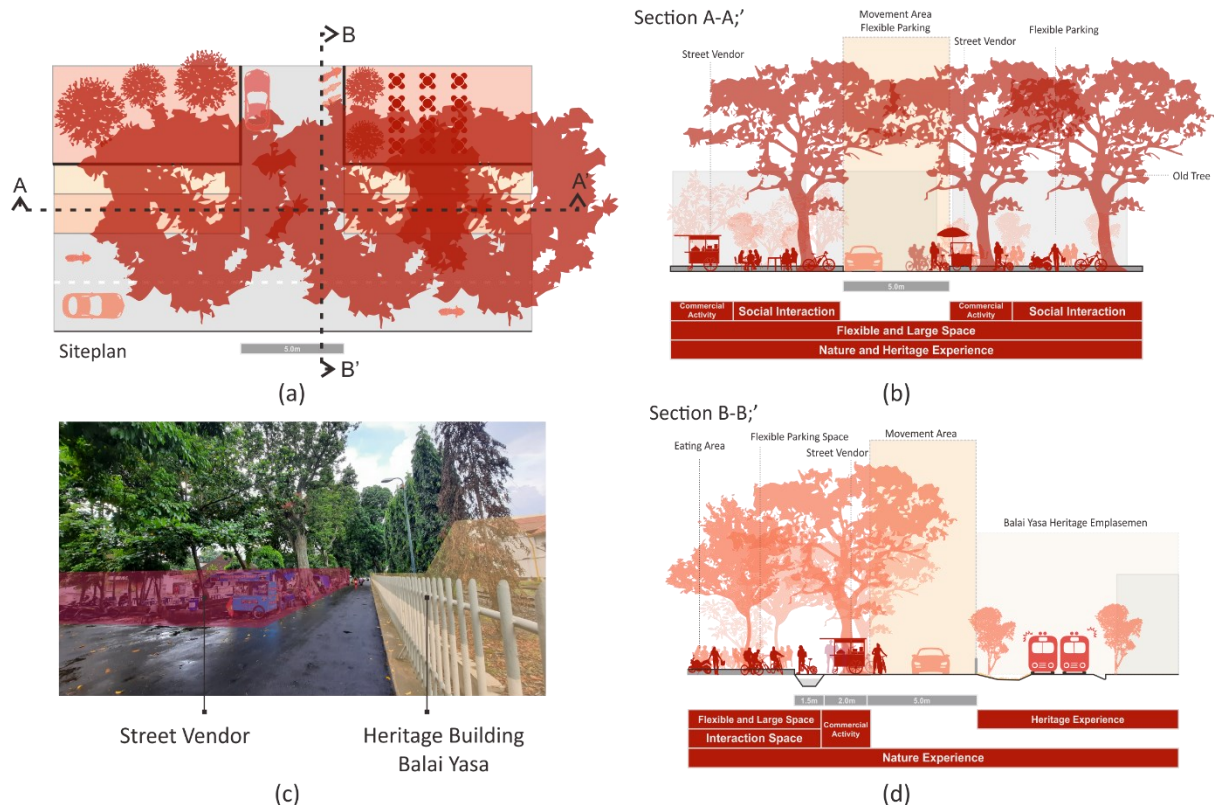 B
A
A'
5.0m
Siteplan
B'
(a)
Section A-A;'
Movement Area
Flexible Parking
Street Vendor
Street Vendor
Flexible Parking
Old Tree
5.0m
Commercial
Activity
Social Interaction
Commercial
Activity
Social Interaction
Flexible and Large Space
Nature and Heritage Experience
(b)
Street Vendor
Heritage Building
Balai Yasa
(c)
Section B-B;'
Eating Area
Flexible Parking Space
Street Vendor
Movement Area
Balai Yasa Heritage Emplasemen
1.5m
2.0m
5.0m
Flexible and Large Space
Interaction Space
Commercial
Activity
Heritage Experience
Nature Experience
(d)